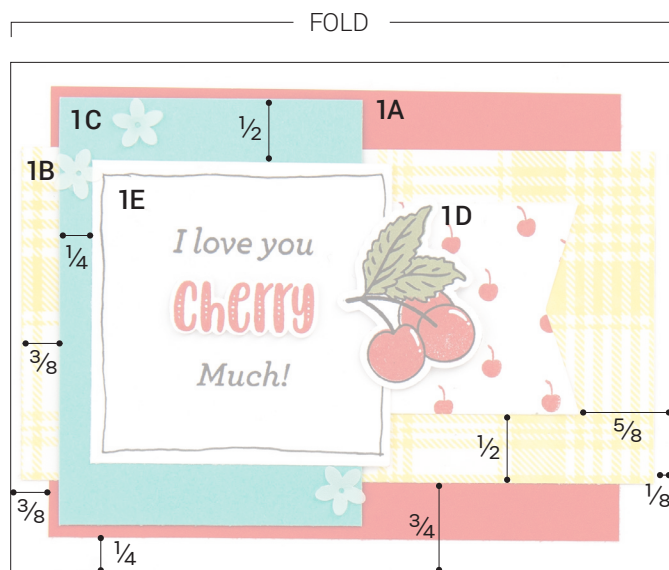 FOLD
1C
1A
½
1B
1E
1D
I love you
¼
Cherry
⅜
Much!
⅝
½
⅛
⅜
¾
¼